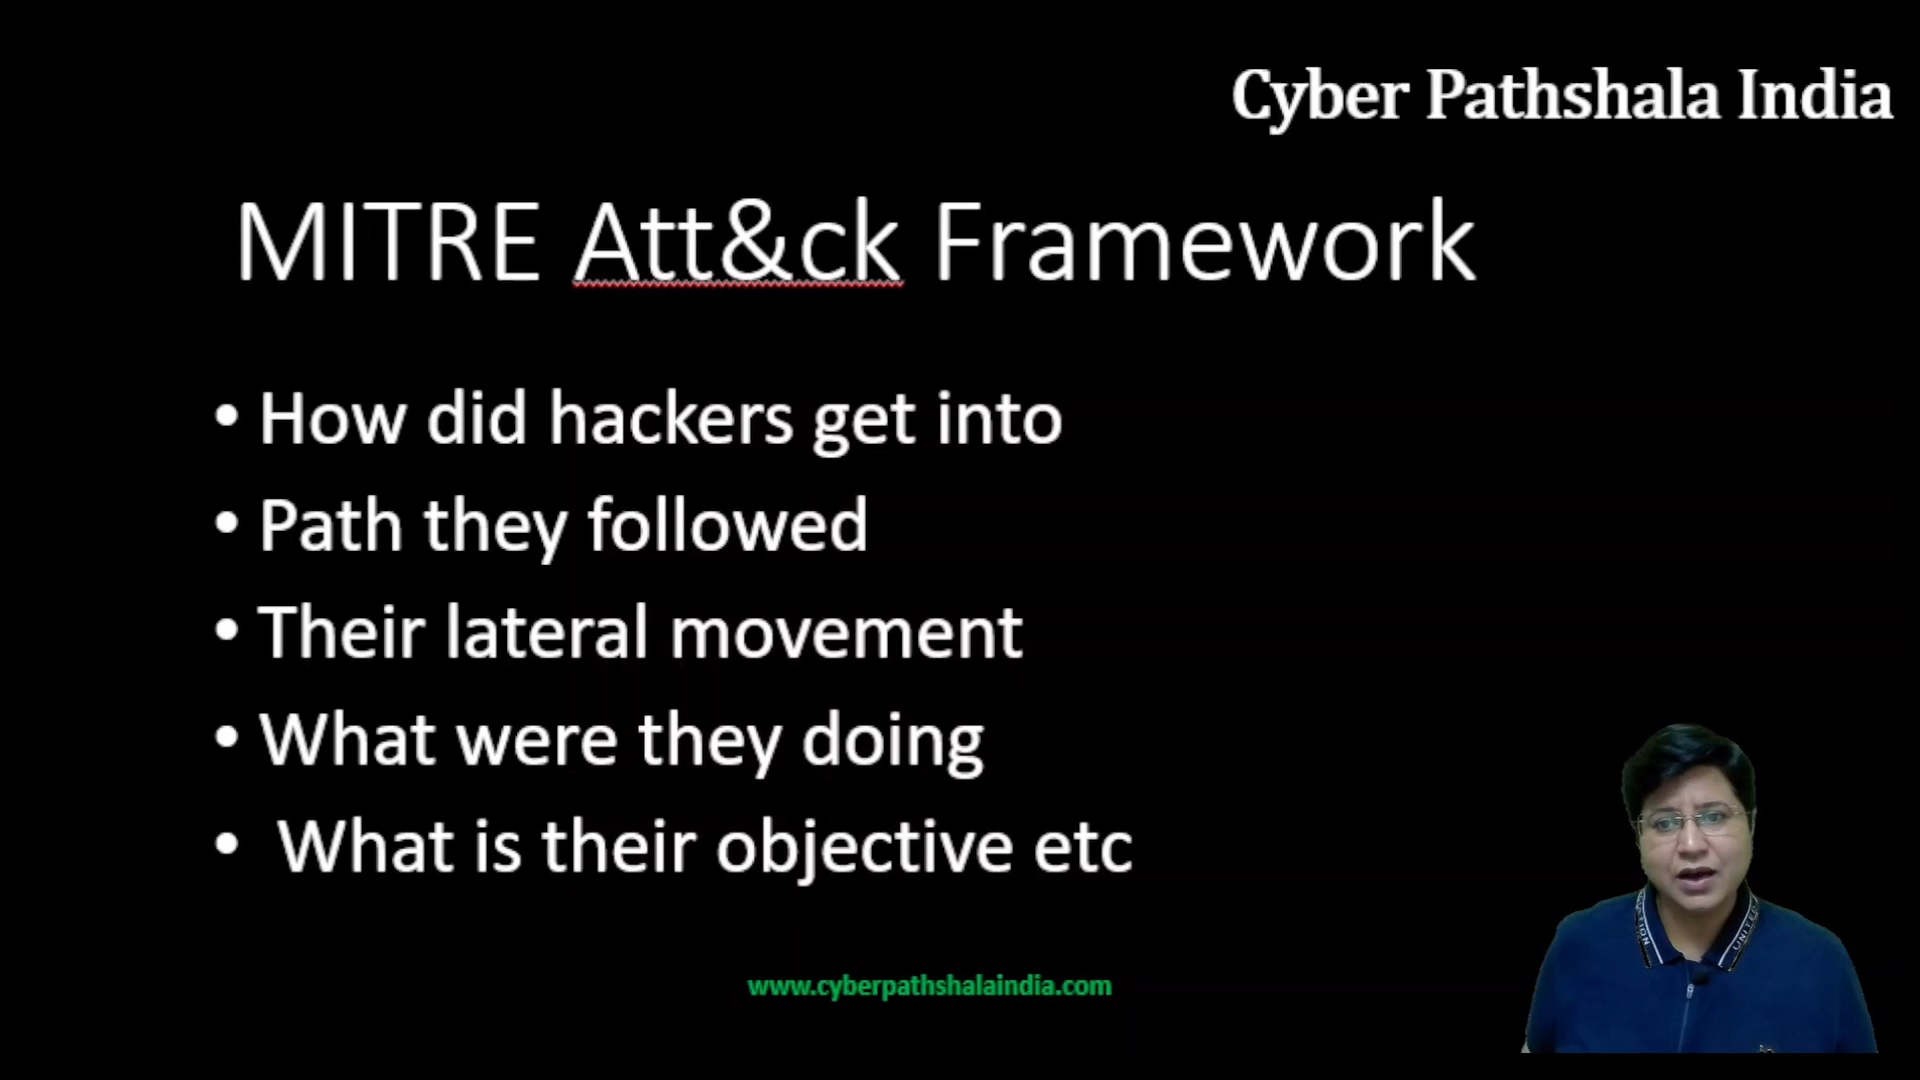 Cyber Pathshala India
MITRE Att&ck Framework
• How did hackers get into
• Path they followed
• Their lateral movement
• What were they doing
• What is their objective etc
www.cyberpathshalaindia.com